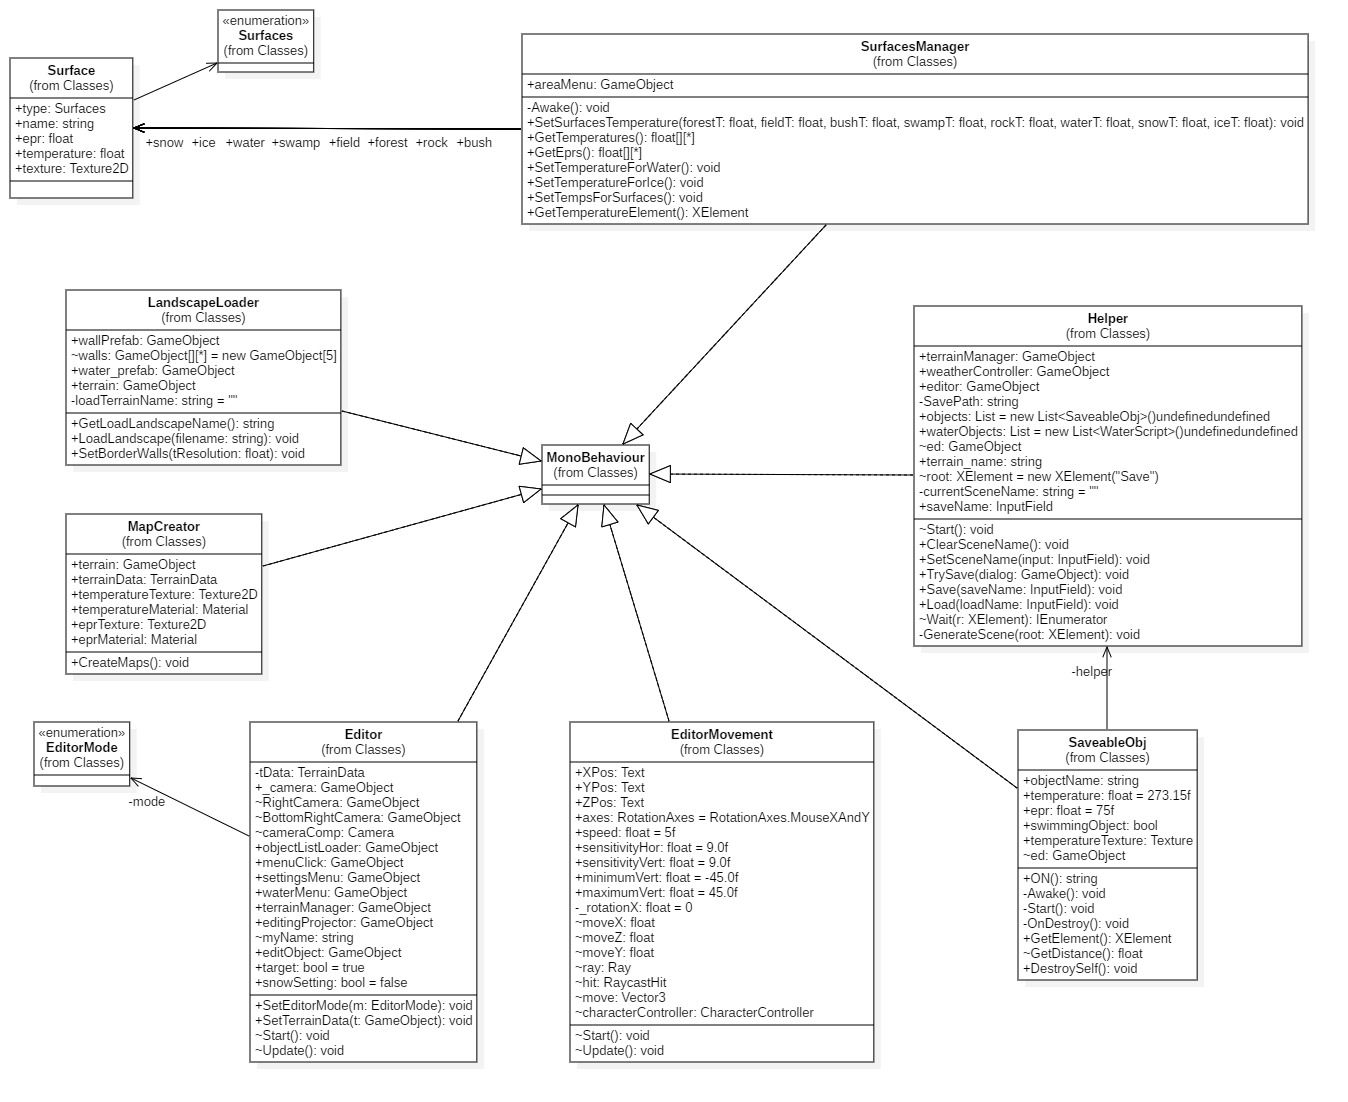 «enumeration»
Surfaces
(from Classes)
Surface
(from Classes)
+type: Surfaces
+name: string
+epr: float
+temperature: float
+texture: Texture2D
+snow +ice +water +swamp +field +forest +rock +bush
SurfacesManager
(from Classes)
+areaMenu: GameObject
-Awake(): void
+SetSurfacesTemperature(forestT: float, fieldT: float, bushT: float, swampT: float, rockT: float, waterT: float, snowT: float, iceT: float): void
+GetTemperatures(): float[][*]
+GetEprs(): float[][*]
+SetTemperatureForWater(): void
+SetTemperatureForIce(): void
+SetTempsForSurfaces(): void
+GetTemperatureElement(): XElement
LandscapeLoader
(from Classes)
+wallPrefab: GameObject
~walls: GameObject[][*] = new GameObject[5]
+water_prefab: GameObject
+terrain: GameObject
-loadTerrainName: string = ""
+GetLoadLandscapeName(): string
+LoadLandscape(filename: string): void
+SetBorderWalls(tResolution: float): void
MonoBehaviour
(from Classes)
Helper
(from Classes)
+terrainManager: GameObject
+weatherController: GameObject
+editor: GameObject
-SavePath: string
+objects: List = new List<SaveableObj>()undefinedundefined
+waterObjects: List = new List<WaterScript>()undefinedundefined
~ed: GameObject
+terrain_name: string
~root: XElement = new XElement("Save")
-currentSceneName: string = ""
+saveName: InputField
~Start(): void
+ClearSceneName(): void
+SetSceneName(input: InputField): void
+TrySave(dialog: GameObject): void
+Save(saveName: InputField): void
+Load(loadName: InputField): void
~Wait(r: XElement): IEnumerator
-GenerateScene(root: XElement): void
MapCreator
(from Classes)
+terrain: GameObject
+terrainData: TerrainData
+temperatureTexture: Texture2D
+temperatureMaterial: Material
+eprTexture: Texture2D
+eprMaterial: Material
+CreateMaps(): void
-helper
«enumeration»
EditorMode
(from Classes)
-mode
Editor
(from Classes)
-tData: TerrainData
+_camera: GameObject
~RightCamera: GameObject
~BottomRightCamera: GameObject
~cameraComp: Camera
+objectListLoader: GameObject
+menuClick: GameObject
+settingsMenu: GameObject
+waterMenu: GameObject
+terrainManager: GameObject
+editingProjector: GameObject
~myName: string
+editObject: GameObject
+target: bool = true
+snowSetting: bool = false
+SetEditorMode(m: EditorMode): void
+SetTerrainData(t: GameObject): void
~Start(): void
~Update(): void
EditorMovement
(from Classes)
+XPos: Text
+YPos: Text
+ZPos: Text
+axes: RotationAxes = RotationAxes.MouseXAndY
+speed: float = 5f
+sensitivityHor: float = 9.0f
+sensitivityVert: float = 9.0f
+minimumVert: float = -45.0f
+maximumVert: float = 45.0f
-_rotationX: float = 0
~moveX: float
~moveZ: float
~moveY: float
~ray: Ray
~hit: RaycastHit
~move: Vector3
~characterController: CharacterController
~Start(): void
~Update(): void
SaveableObj
(from Classes)
+objectName: string
+temperature: float = 273.15f
+epr: float = 75f
+swimmingObject: bool
+temperatureTexture: Texture
~ed: GameObject
+ON(): string
-Awake(): void
-Start(): void
-OnDestroy(): void
+GetElement(): XElement
~GetDistance(): float
+DestroySelf(): void